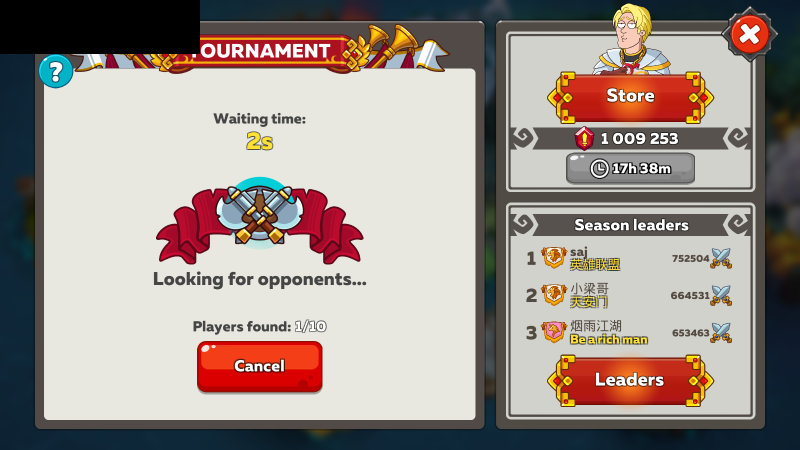 TOURNAMENT
?
Waiting time:
2s
Looking for opponents...
Players found: 1/10
Cancel
Store
1 009 253
17h 38m
Season leaders
1 saj 752504
英雄联盟
2 小梁哥 664531
天安门
3 烟雨江湖 653463
Be a rich man
Leaders